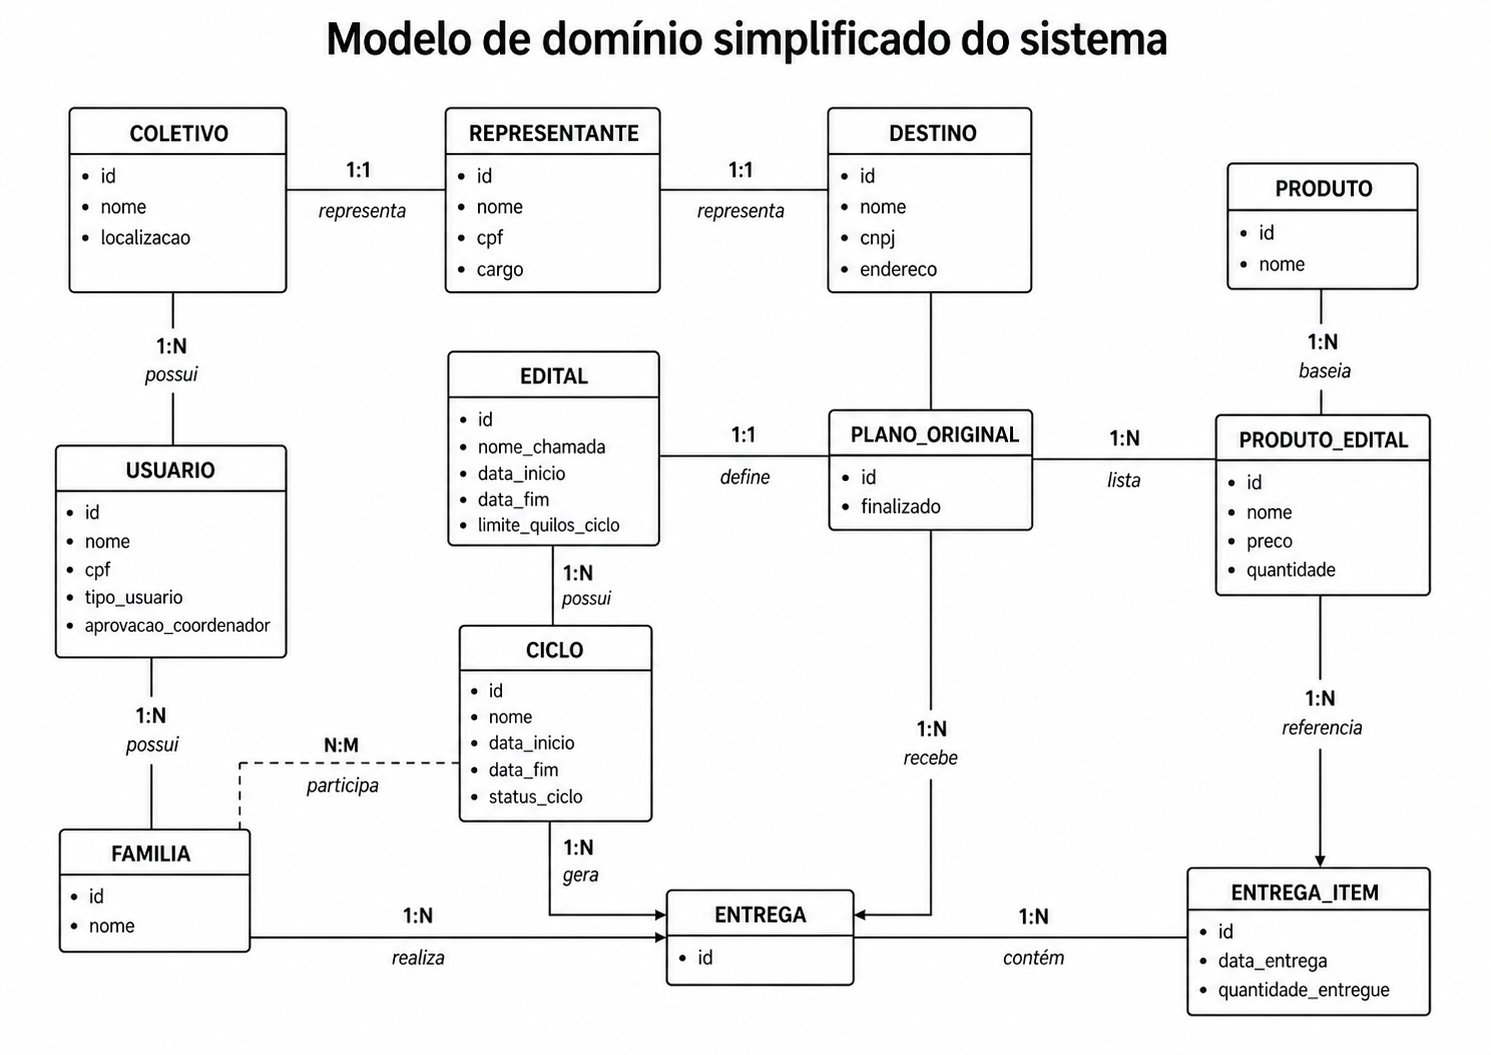 Modelo de domínio simplificado do sistema
COLETIVO
• id
• nome
• localizacao
1:1
representa
REPRESENTANTE
• id
• nome
• cpf
• cargo
1:1
representa
DESTINO
• id
• nome
• cnpj
• endereco
PRODUTO
• id
• nome
1:N
possui
1:N
baseia
EDITAL
• id
• nome_chamada
• data_inicio
• data_fim
• limite_quilos_ciclo
1:1
define
PLANO_ORIGINAL
• id
• finalizado
1:N
lista
PRODUTO_EDITAL
• id
• nome
• preco
• quantidade
USUARIO
• id
• nome
• cpf
• tipo_usuario
• aprovacao_coordenador
1:N
possui
CICLO
• id
• nome
• data_inicio
• data_fim
• status_ciclo
1:N
possui
N:M
participa
1:N
recebe
1:N
referencia
FAMILIA
• id
• nome
1:N
gera
1:N
realiza
ENTREGA
• id
1:N
contém
ENTREGA_ITEM
• id
• data_entrega
• quantidade_entregue